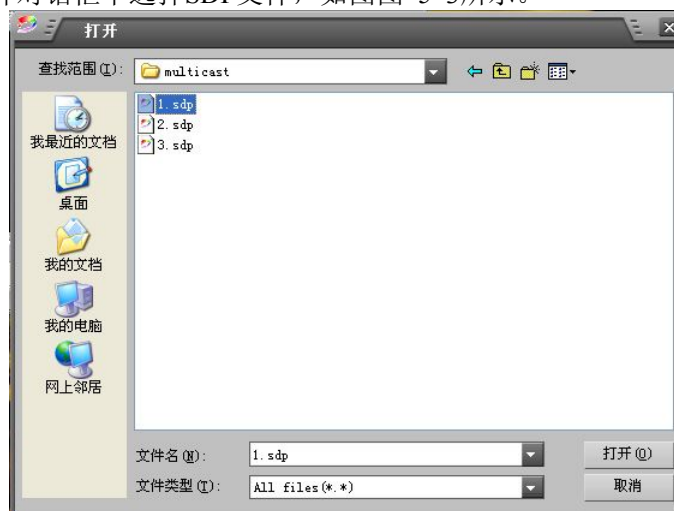 对话框中选择SDP文件，如图图 3-3所示。
打开
查找范围(I):
multicast
1.sdp
2.sdp
3.sdp
我最近的文档
桌面
我的文档
我的电脑
网上邻居
文件名(N):
1.sdp
打开(O)
文件类型(T):
All files(*.*)
取消